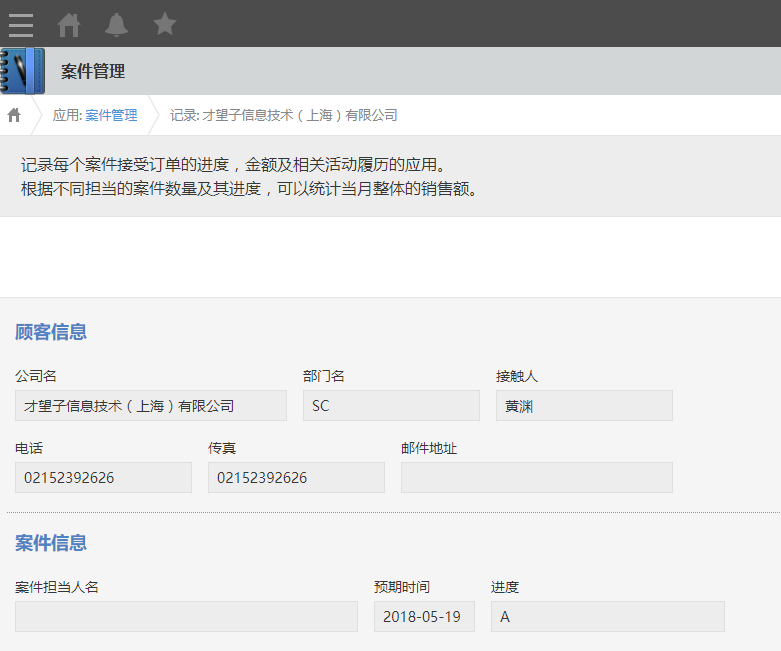 案件管理
应用: 案件管理 记录: 才望子信息技术（上海）有限公司
记录每个案件接受订单的进度，金额及相关活动履历的应用。
根据不同担当的案件数量及其进度，可以统计当月整体的销售额。
顾客信息
公司名 部门名 接触人
才望子信息技术（上海）有限公司 SC 黄渊
电话 传真 邮件地址
02152392626 02152392626
案件信息
案件担当人名 预期时间 进度
2018-05-19 A